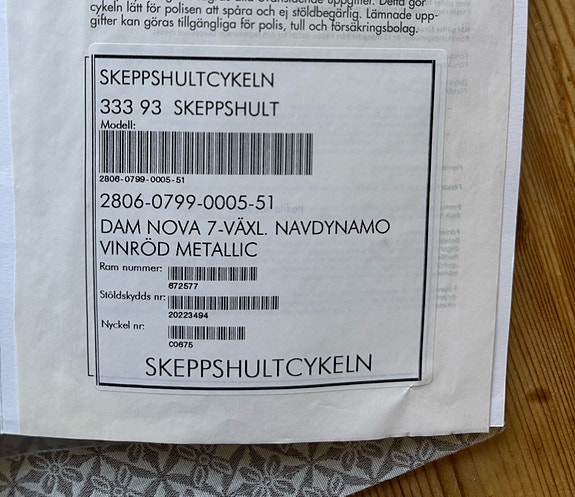 cykeln lätt för polisen att spåra och ej stöldbegärlig. Lämnade upp-
gifter kan göras tillgängliga för polis, tull och försäkringsbolag.
SKEPPSHULTCYKELN
333 93 SKEPPSHULT
Modell:
2806-0799-0005-51
2806-0799-0005-51
DAM NOVA 7-VÄXL. NAVDYNAMO
VINRÖD METALLIC
Ram nummer:
672577
Stöldskydds nr:
20223494
Nyckel nr:
C0675
SKEPPSHULTCYKELN